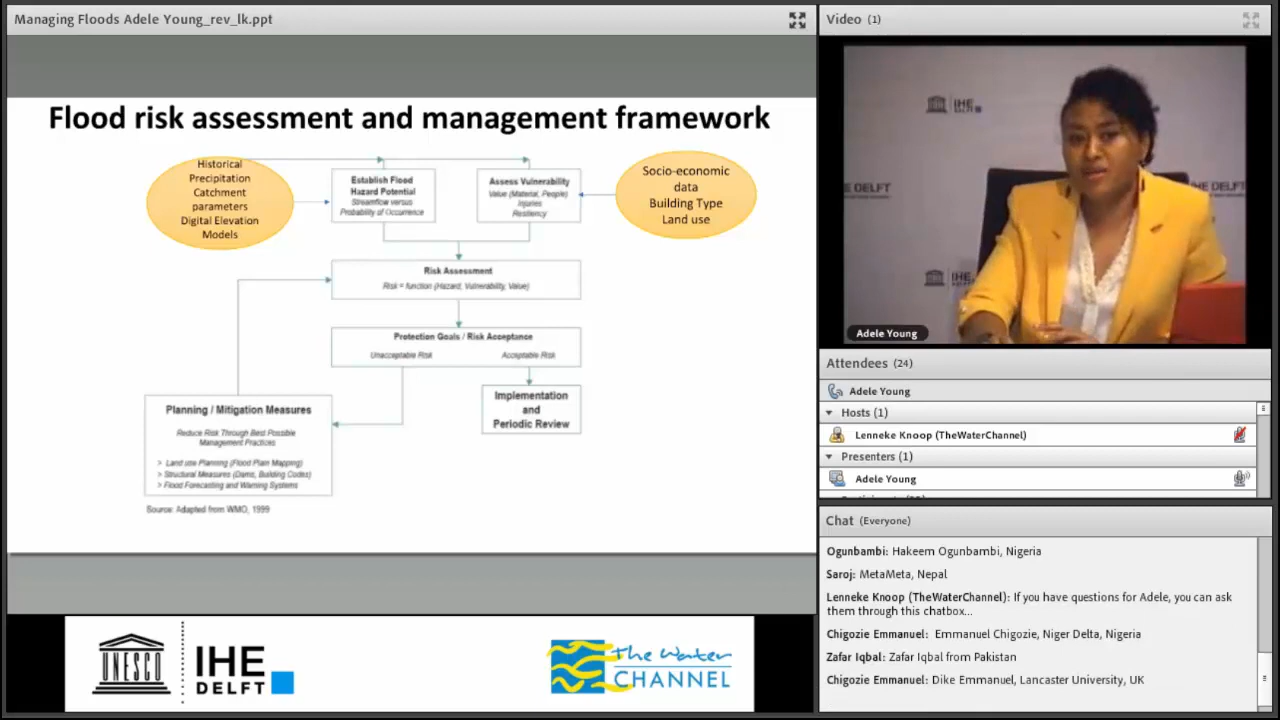 Managing Floods Adele Young_rev_lk.ppt
Flood risk assessment and management framework
Historical
Precipitation
Catchment
parameters
Digital Elevation
Models
Establish Flood
Hazard Potential
Streamflow versus
Probability of Occurrence
Assess Vulnerability
Value (Material, People)
Injuries
Resiliency
Socio-economic
data
Building Type
Land use
Risk Assessment
Risk = function (Hazard, Vulnerability, Value)
Protection Goals / Risk Acceptance
Unacceptable Risk
Acceptable Risk
Implementation
and
Periodic Review
Planning / Mitigation Measures
Reduce Risk Through Best Possible
Management Practices
> Land use Planning (Flood Plain Mapping)
> Structural Measures (Dams, Building Codes)
> Flood Forecasting and Warning Systems
Source: Adapted from WMO, 1999
UNESCO
IHE
DELFT
The Water
CHANNEL
Video (1)
IHE
DELFT
HE DELFT
IHE
DELFT
Adele Young
Attendees (24)
Adele Young
Hosts (1)
Lenneke Knoop (TheWaterChannel)
Presenters (1)
Adele Young
Chat (Everyone)
Ogunbambi: Hakeem Ogunbambi, Nigeria
Saroj: MetaMeta, Nepal
Lenneke Knoop (TheWaterChannel): If you have questions for Adele, you can ask
them through this chatbox...
Chigozie Emmanuel: Emmanuel Chigozie, Niger Delta, Nigeria
Zafar Iqbal: Zafar Iqbal from Pakistan
Chigozie Emmanuel: Dike Emmanuel, Lancaster University, UK